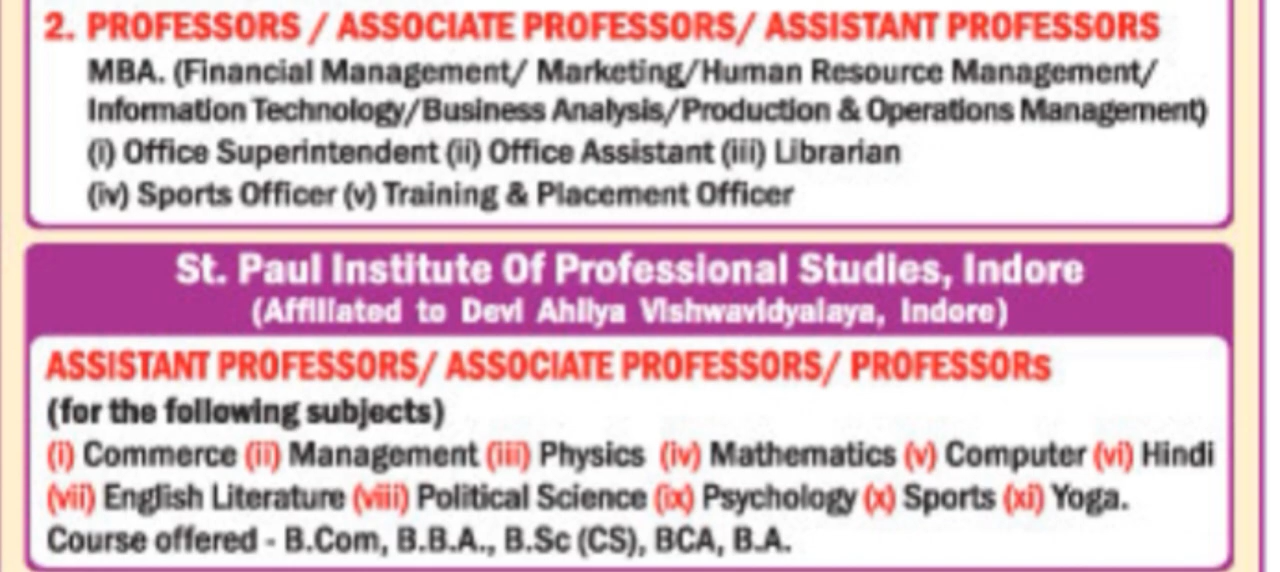 2. PROFESSORS / ASSOCIATE PROFESSORS/ ASSISTANT PROFESSORS
MBA. (Financial Management/ Marketing/Human Resource Management/
Information Technology/Business Analysis/Production & Operations Management)
(i) Office Superintendent (ii) Office Assistant (iii) Librarian
(iv) Sports Officer (v) Training & Placement Officer
St. Paul Institute Of Professional Studies, Indore
(Affiliated to Devi Ahilya Vishwavidyalaya, Indore)
ASSISTANT PROFESSORS/ ASSOCIATE PROFESSORS/ PROFESSORs
(for the following subjects)
(i) Commerce (ii) Management (iii) Physics (iv) Mathematics (v) Computer (vi) Hindi
(vii) English Literature (viii) Political Science (ix) Psychology (x) Sports (xi) Yoga.
Course offered - B.Com, B.B.A., B.Sc (CS), BCA, B.A.